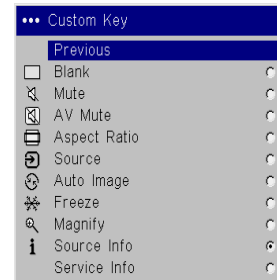 ••• Custom Key
Previous
Blank
Mute
AV Mute
Aspect Ratio
Source
Auto Image
Freeze
Magnify
Source Info
Service Info